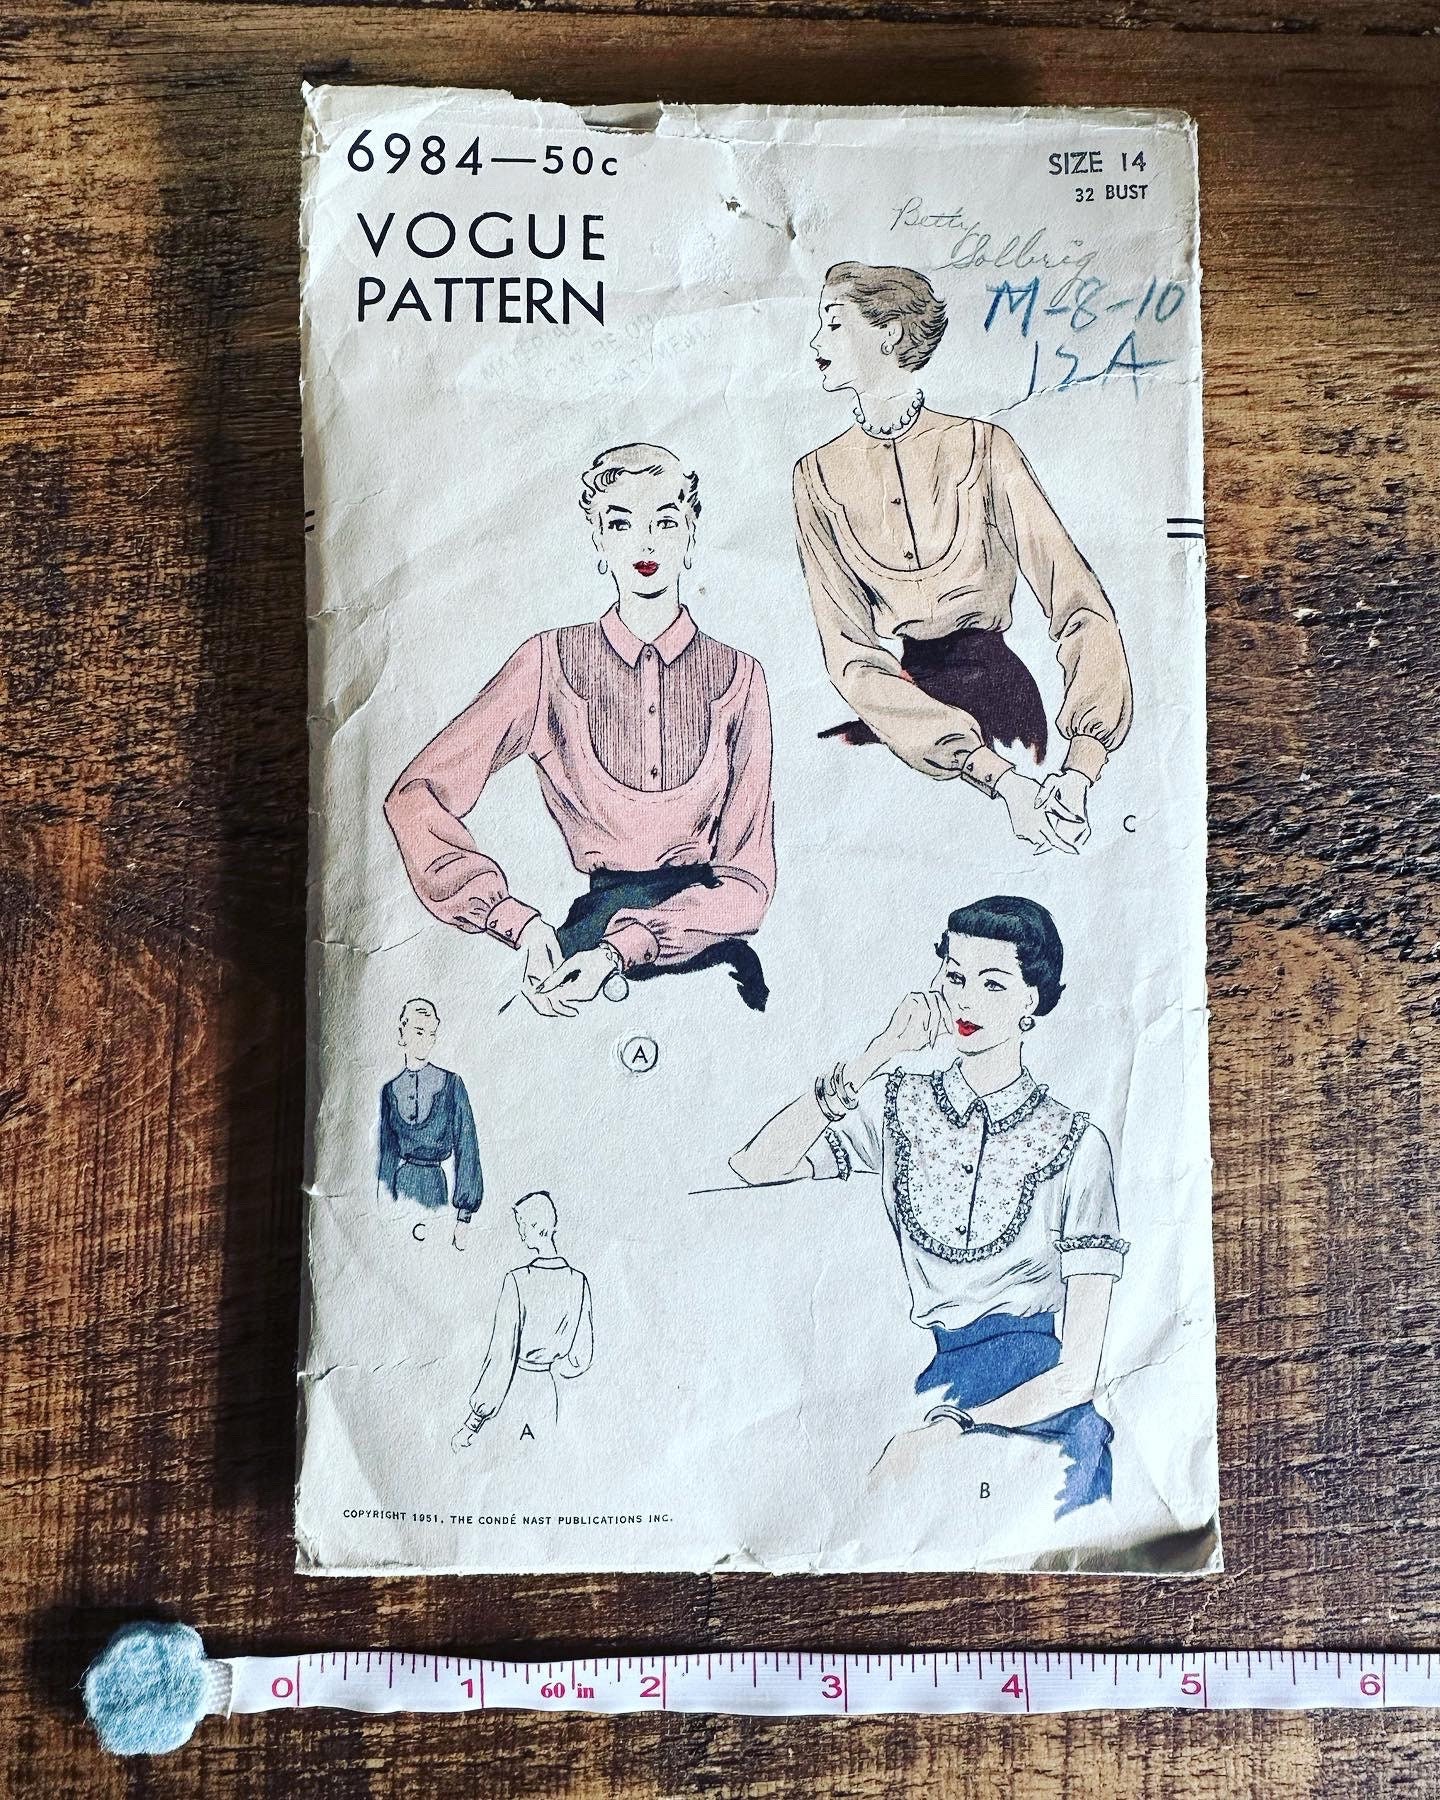 6984—50c
VOGUE
PATTERN
SIZE 14
32 BUST
Betty
M-8-10
12A
C
A
C
A
B
COPYRIGHT 1951, THE CONDÉ NAST PUBLICATIONS INC.
0 1 60 in 2 3 4 5 6